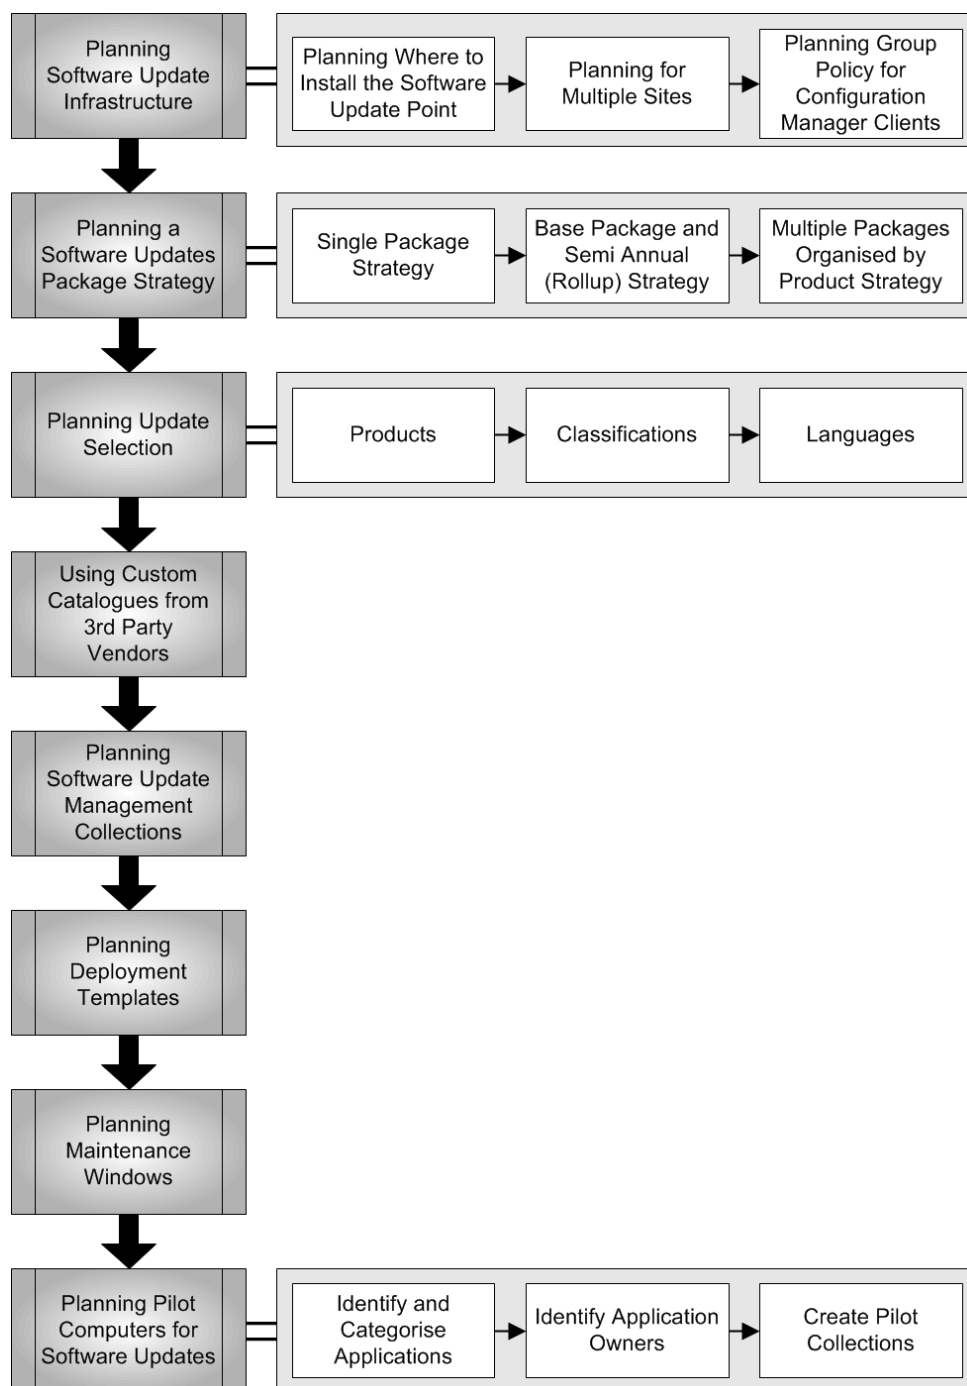 Planning
Software Update
Infrastructure
Planning Where to
Install the Software
Update Point
Planning for
Multiple Sites
Planning Group
Policy for
Configuration
Manager Clients
Planning a
Software Updates
Package Strategy
Single Package
Strategy
Base Package and
Semi Annual
(Rollup) Strategy
Multiple Packages
Organised by
Product Strategy
Planning Update
Selection
Products
Classifications
Languages
Using Custom
Catalogues from
3rd Party
Vendors
Planning
Software Update
Management
Collections
Planning
Deployment
Templates
Planning
Maintenance
Windows
Planning Pilot
Computers for
Software Updates
Identify and
Categorise
Applications
Identify Application
Owners
Create Pilot
Collections